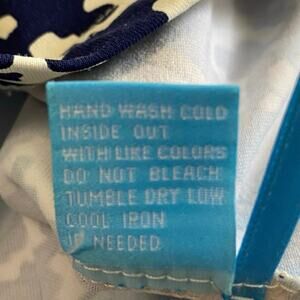 HAND WASH COLD
INSIDE OUT
WITH LIKE COLORS
DO NOT BLEACH
TUMBLE DRY LOW
COOL IRON
IF NEEDED